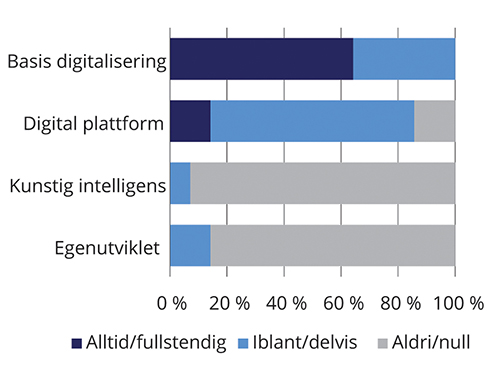 Basis digitalisering
Digital plattform
Kunstig intelligens
Egenutviklet
0 % 20 % 40 % 60 % 80 % 100 %
Alltid/fullstendig Iblant/delvis Aldri/null